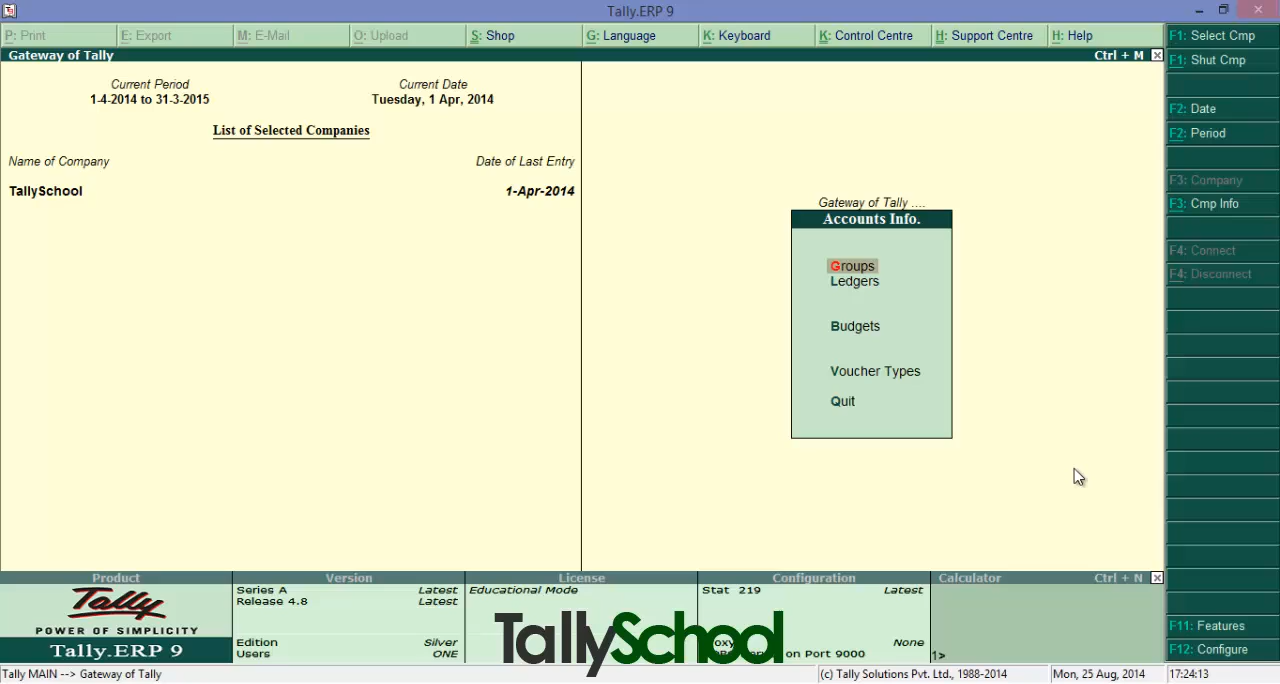 Tally.ERP 9
P: Print E: Export M: E-Mail O: Upload S: Shop G: Language K: Keyboard K: Control Centre H: Support Centre H: Help
Gateway of Tally Ctrl + M
Current Period Current Date
1-4-2014 to 31-3-2015 Tuesday, 1 Apr, 2014
List of Selected Companies
Name of Company Date of Last Entry
TallySchool 1-Apr-2014
Gateway of Tally ....
Accounts Info.
Groups
Ledgers
Budgets
Voucher Types
Quit
F1: Select Cmp
F1: Shut Cmp
F2: Date
F2: Period
F3: Company
F3: Cmp Info
F4: Connect
F4: Disconnect
F11: Features
F12: Configure
Product Version License Configuration Calculator Ctrl + N
Tally
POWER OF SIMPLICITY
Tally.ERP 9
Series A Latest
Release 4.8 Latest
Edition Silver
Users ONE
Educational Mode
Stat 219 Latest
None
on Port 9000
1>
TallySchool
Tally MAIN --> Gateway of Tally (c) Tally Solutions Pvt. Ltd., 1988-2014 Mon, 25 Aug, 2014 17:24:13